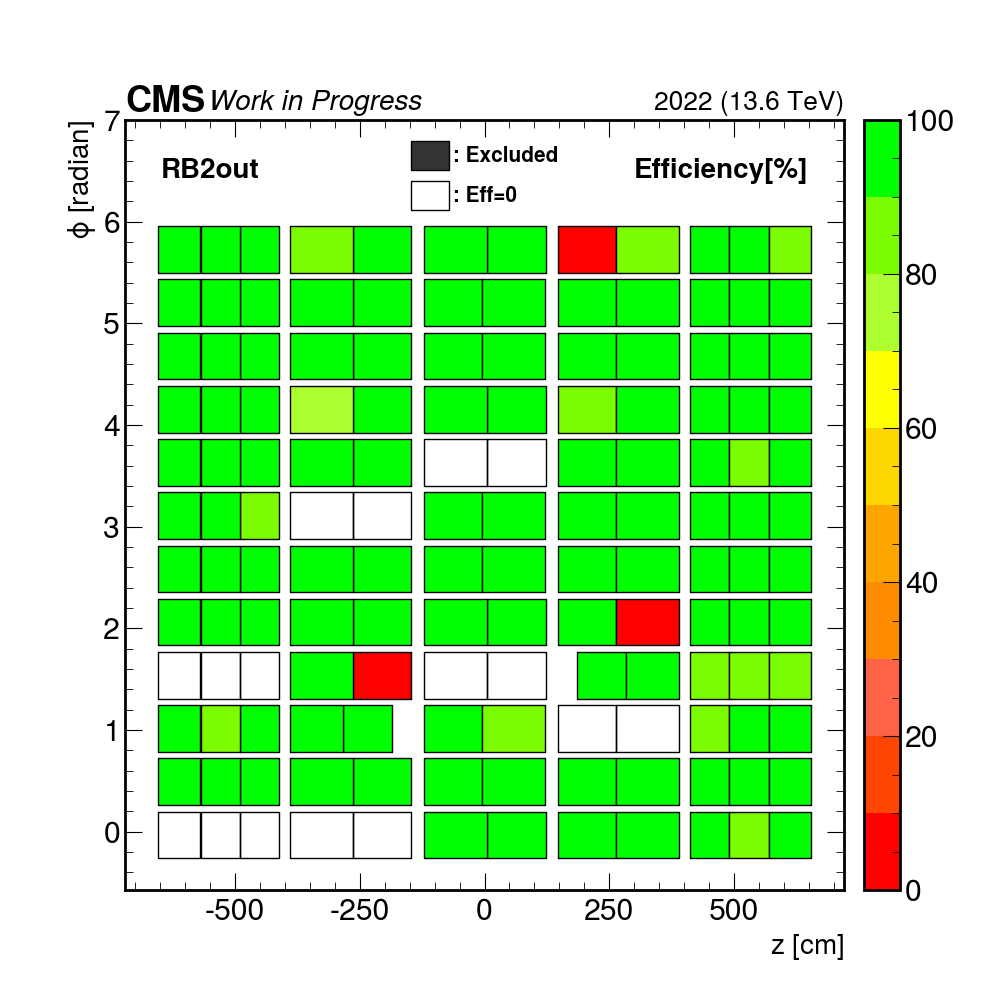 CMS Work in Progress 2022 (13.6 TeV)
RB2out
: Excluded
: Eff=0
Efficiency[%]
ϕ [radian]
7
6
5
4
3
2
1
0
-500 -250 0 250 500
z [cm]
100
80
60
40
20
0